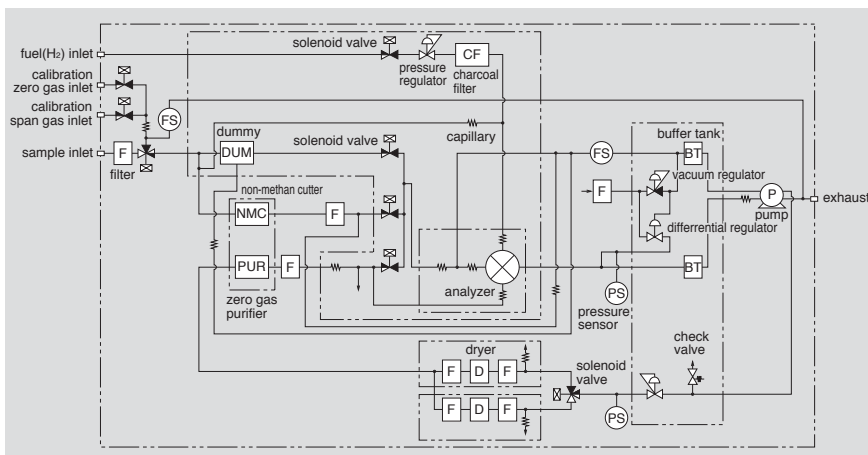 fuel(H2) inlet
solenoid valve
CF
calibration
zero gas inlet
pressure
regulator
charcoal
filter
calibration
span gas inlet
FS
capillary
dummy
solenoid valve
buffer tank
sample inlet
F
DUM
FS
BT
filter
vacuum regulator
non-methan cutter
F
P
exhaust
NMC
F
pump
differrential regulator
PUR
F
analyzer
BT
zero gas
purifier
PS
pressure
sensor
dryer
check
valve
solenoid
valve
F
D
F
F
D
F
PS